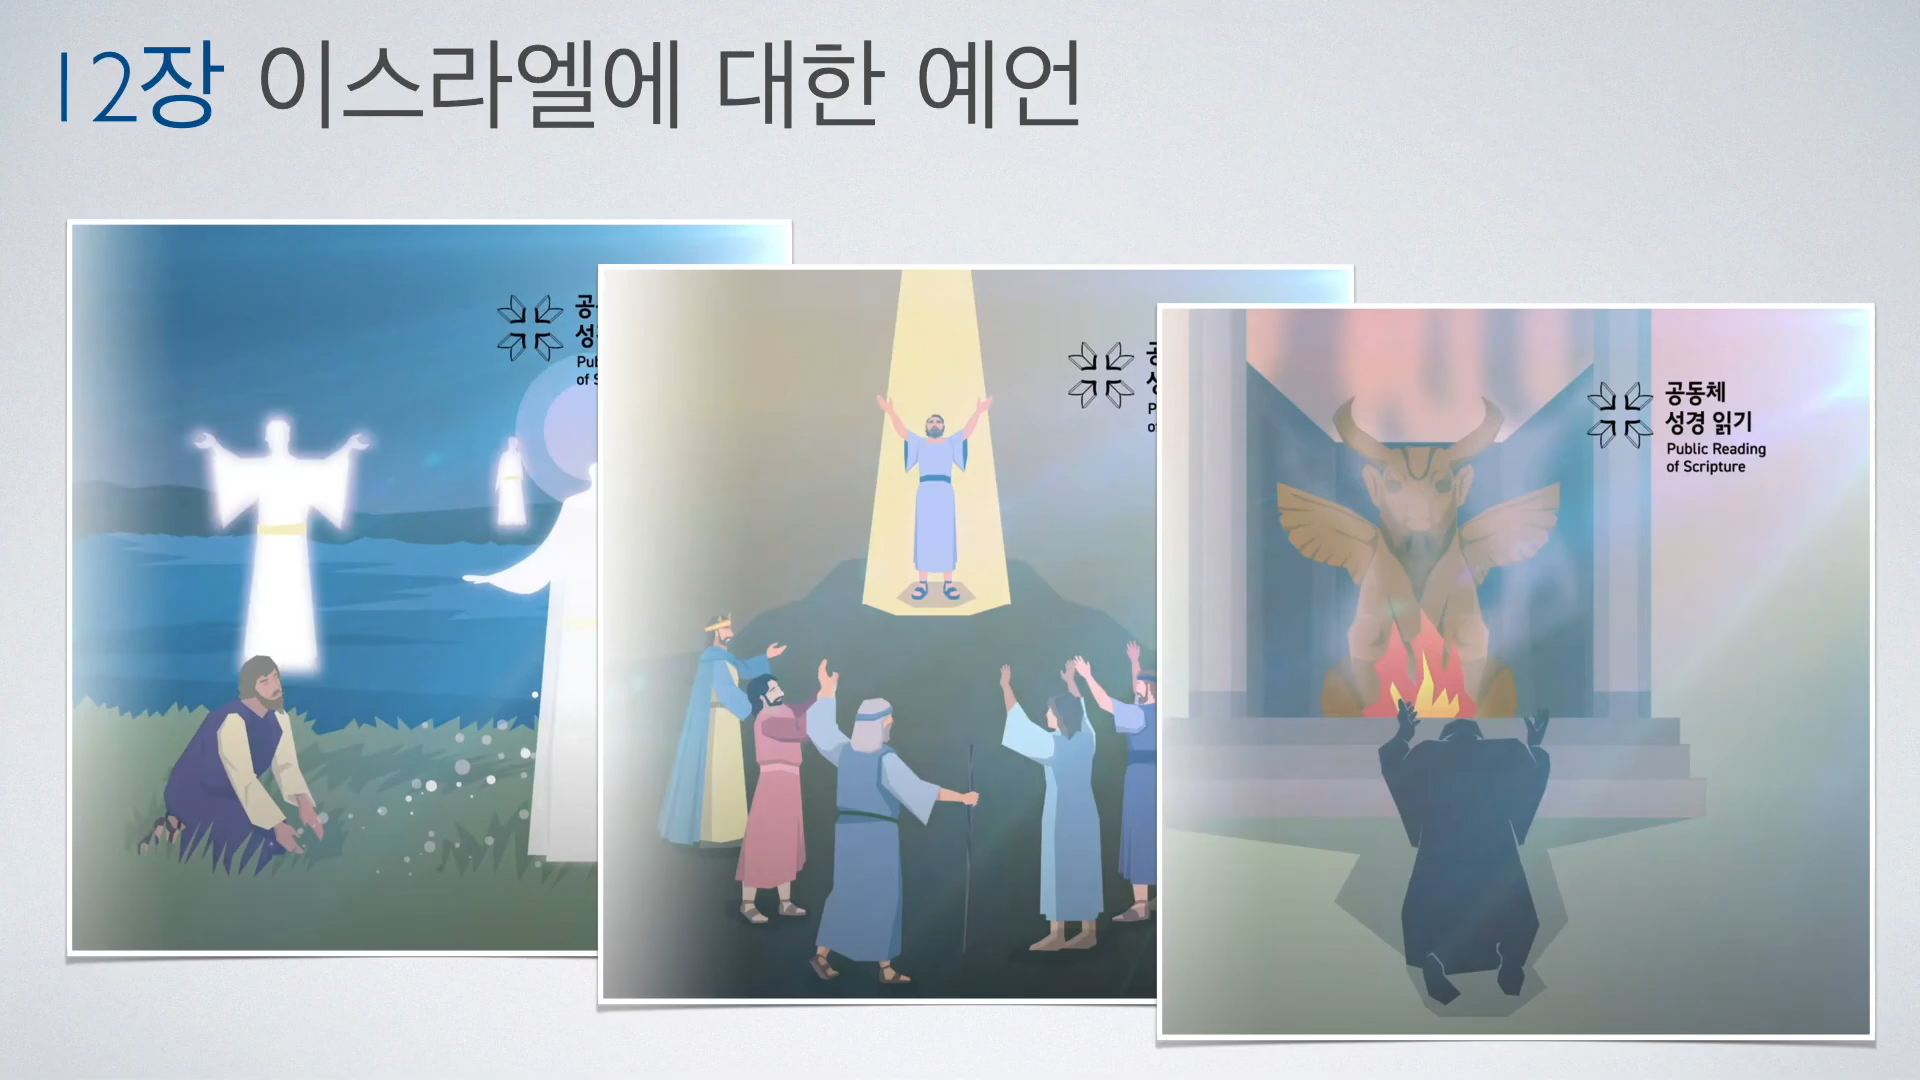 12장 이스라엘에 대한 예언
공동체
성경 읽기
Public Reading
of Scripture